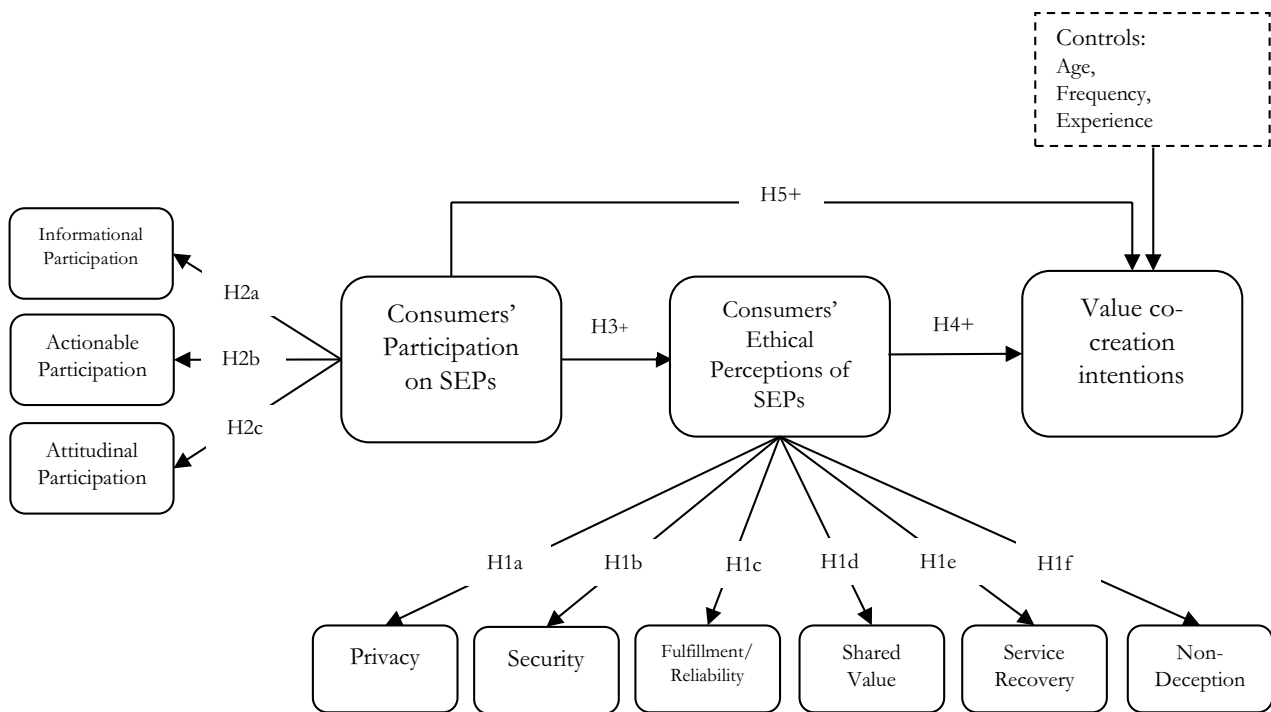 Controls:
Age,
Frequency,
Experience
H5+
Informational
Participation
H2a
Actionable
Participation
H2b
Attitudinal
Participation
H2c
Consumers’
Participation
on SEPs
H3+
Consumers’
Ethical
Perceptions of
SEPs
H4+
Value co-
creation
intentions
H1a
H1b
H1c
H1d
H1e
H1f
Privacy
Security
Fulfillment/
Reliability
Shared
Value
Service
Recovery
Non-
Deception